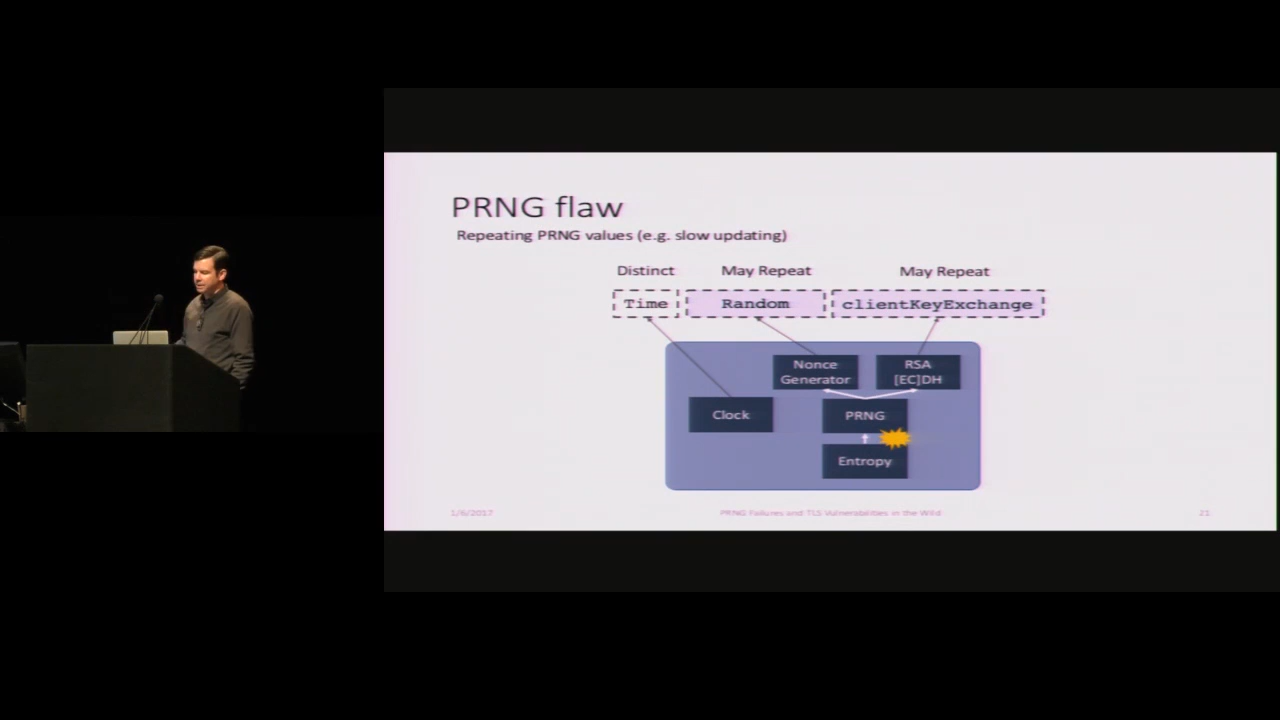 PRNG flaw
Repeating PRNG values (e.g. slow updating)
Distinct May Repeat May Repeat
Time Random clientKeyExchange
Nonce Generator
RSA [EC]DH
Clock
PRNG
Entropy
1/6/2017 PRNG Failures and TLS Vulnerabilities in the Wild 21